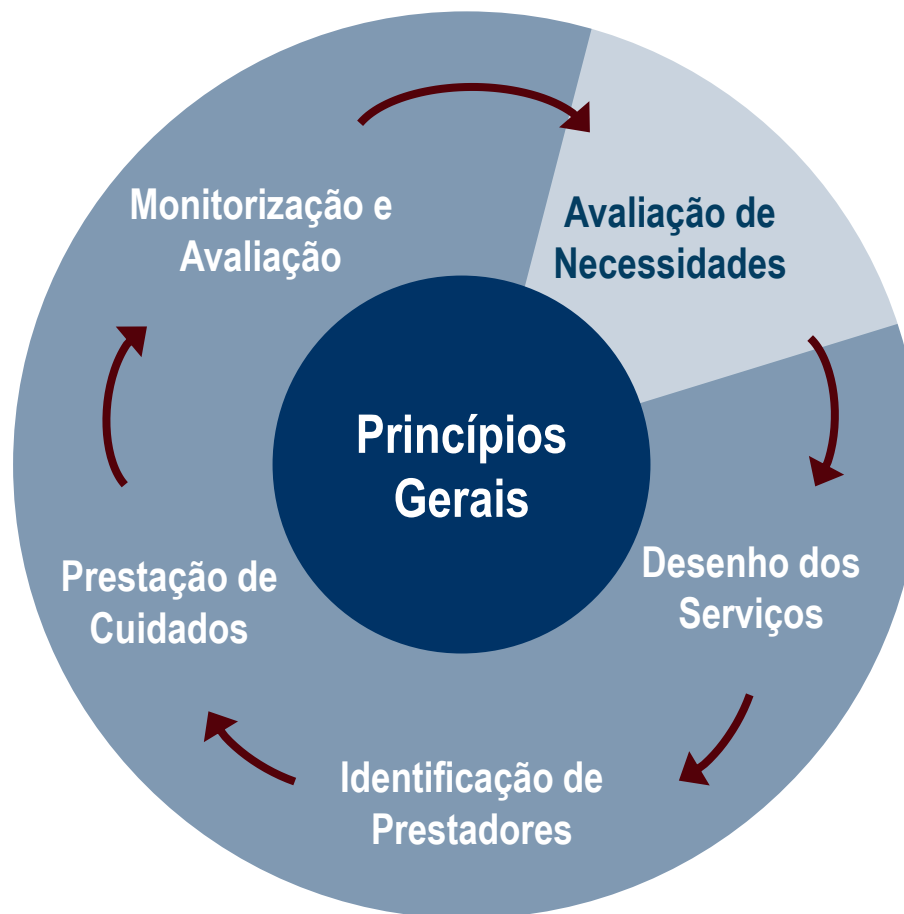 Monitorização e
Avaliação
Avaliação de
Necessidades
Princípios
Gerais
Desenho dos
Serviços
Identificação de
Prestadores
Prestação de
Cuidados